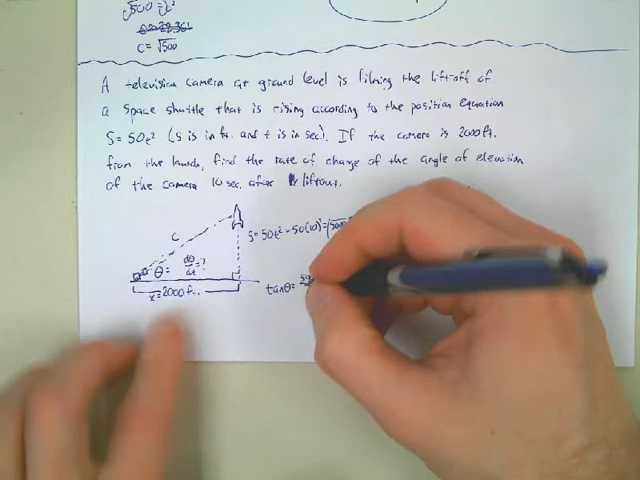 C = √500
A television camera at ground level is filming the lift-off of
a space shuttle that is rising according to the position equation
S = 50t² (s is in ft. and t is in sec). If the camera is 2000 ft.
from the launch, find the rate of change of the angle of elevation
of the camera 10 sec. after liftout.
C
S = 50t² = 50(10)² =
θ = dθ/dt = ?
x = 2000 ft.
tanθ =